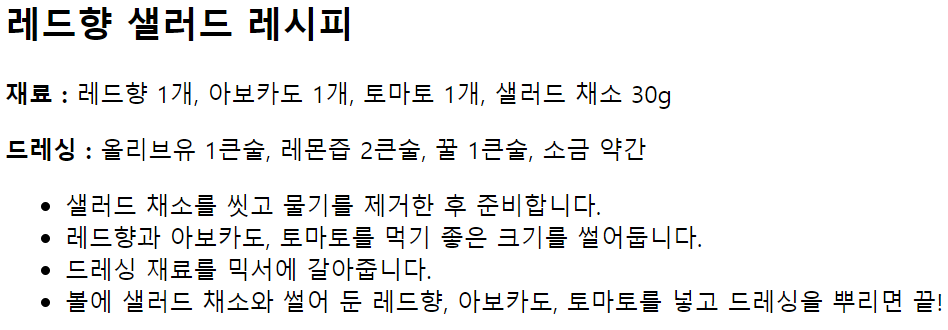 레드향 샐러드 레시피
재료 : 레드향 1개, 아보카도 1개, 토마토 1개, 샐러드 채소 30g
드레싱 : 올리브유 1큰술, 레몬즙 2큰술, 꿀 1큰술, 소금 약간
• 샐러드 채소를 씻고 물기를 제거한 후 준비합니다.
• 레드향과 아보카도, 토마토를 먹기 좋은 크기를 썰어둡니다.
• 드레싱 재료를 믹서에 갈아줍니다.
• 볼에 샐러드 채소와 썰어 둔 레드향, 아보카도, 토마토를 넣고 드레싱을 뿌리면 끝!